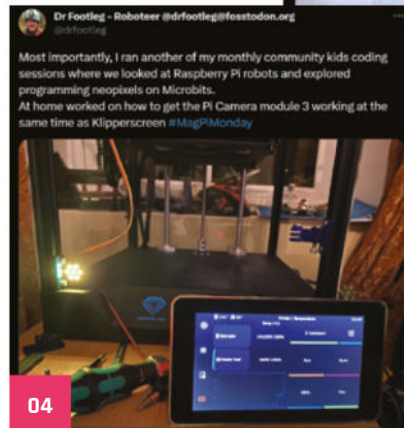 Dr Footleg - Roboteer @drfootleg@fosstodon.org
@drfootleg
Most importantly, I ran another of my monthly community kids coding
sessions where we looked at Raspberry Pi robots and explored
programming neopixels on Microbits.
At home worked on how to get the Pi Camera module 3 working at the
same time as Klipperscreen #MagPiMonday
04